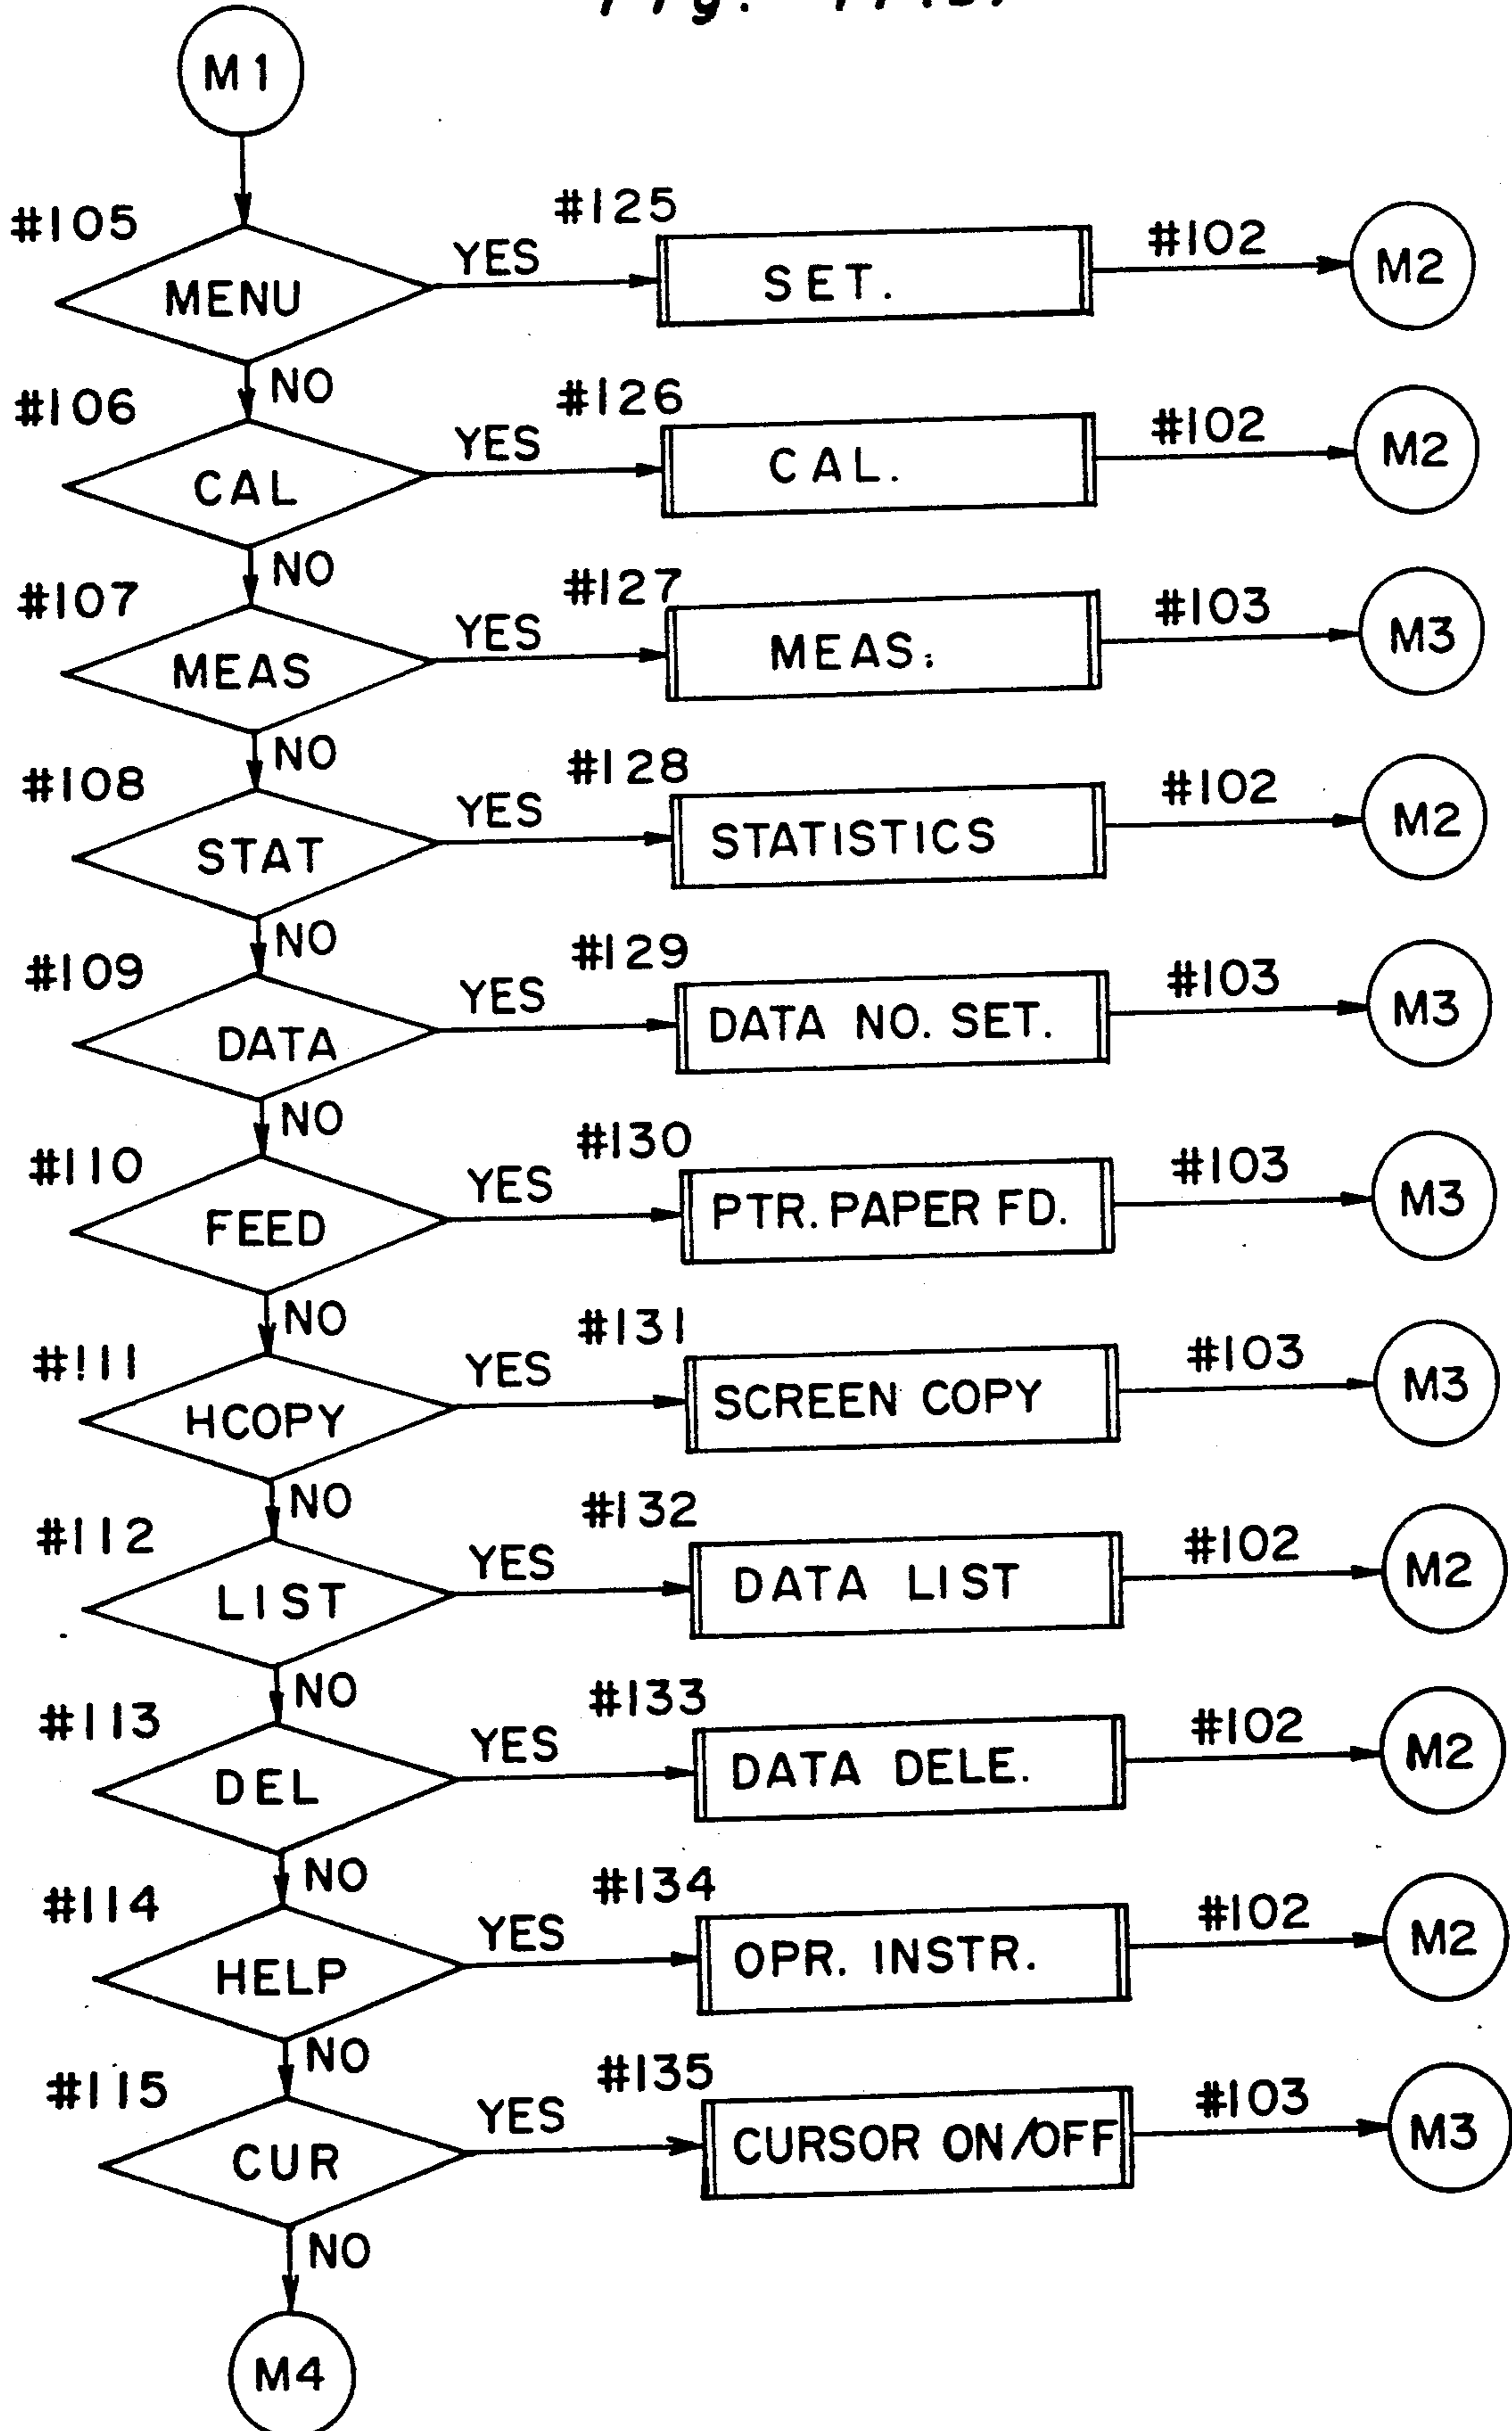 M1
#105
MENU
YES
#125
SET.
#102
M2
NO
#106
CAL
YES
#126
CAL.
#102
M2
NO
#107
MEAS
YES
#127
MEAS.
#103
M3
NO
#108
STAT
YES
#128
STATISTICS
#102
M2
NO
#109
DATA
YES
#129
DATA NO. SET.
#103
M3
NO
#110
FEED
YES
#130
PTR. PAPER FD.
#103
M3
NO
#111
HCOPY
YES
#131
SCREEN COPY
#103
M3
NO
#112
LIST
YES
#132
DATA LIST
#102
M2
NO
#113
DEL
YES
#133
DATA DELE.
#102
M2
NO
#114
HELP
YES
#134
OPR. INSTR.
#102
M2
NO
#115
CUR
YES
#135
CURSOR ON/OFF
#103
M3
NO
M4